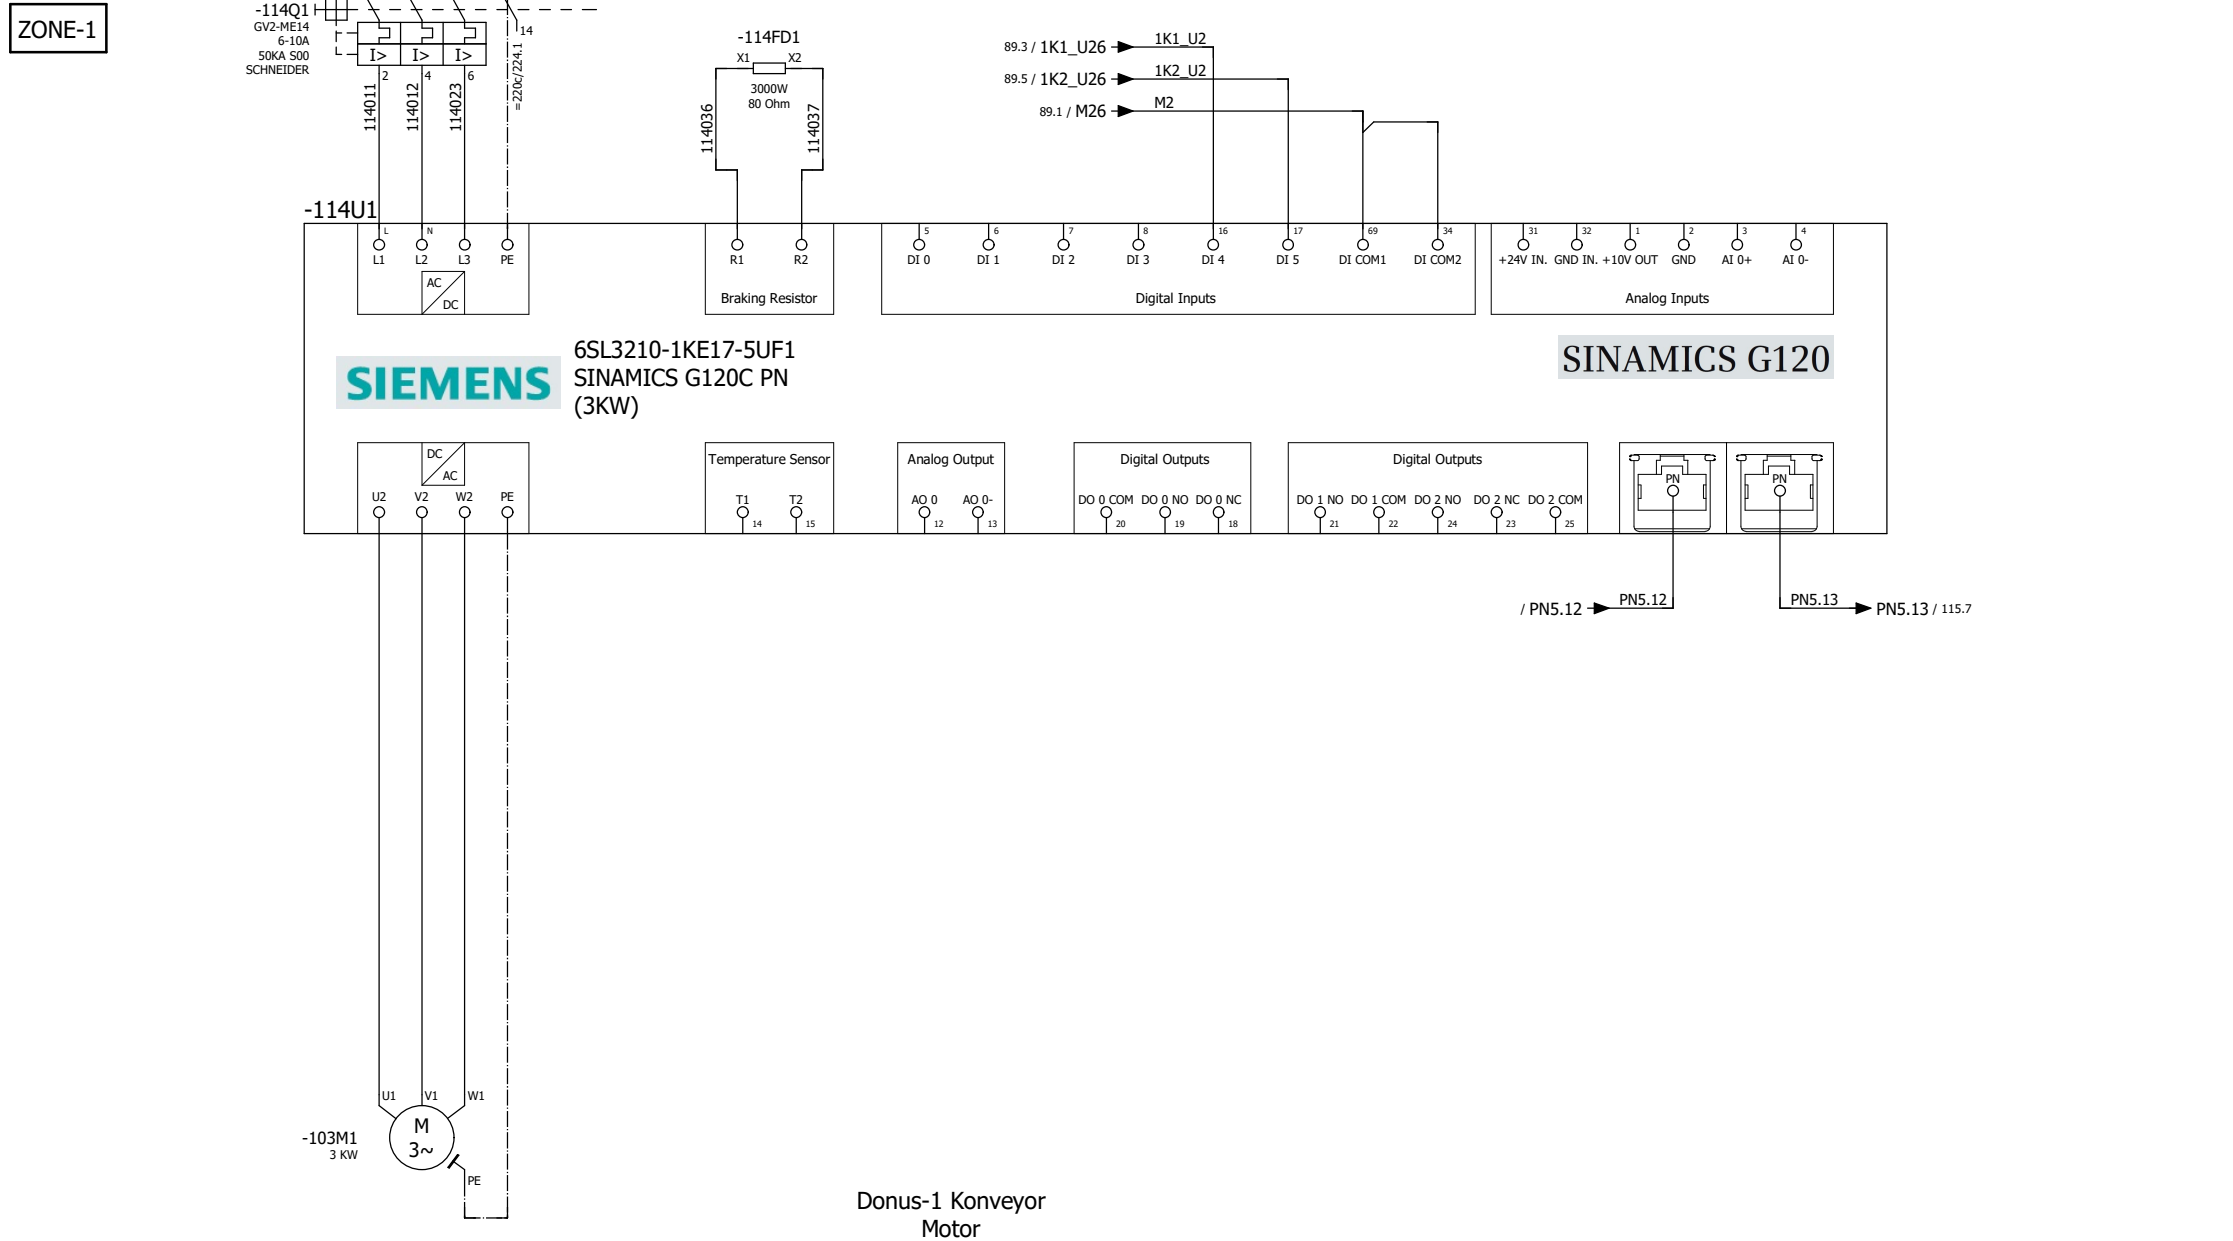 ZONE-1
-114Q1
GV2-ME14
6-10A
50KA S00
SCHNEIDER
I> I> I>
2 4 6
14
=220c/224.1
114011
114012
114023
-114FD1
X1 X2
3000W
80 Ohm
114036
114037
89.3 / 1K1_U26 1K1_U2
89.5 / 1K2_U26 1K2_U2
89.1 / M26 M2
-114U1
L N
L1 L2 L3 PE
AC
DC
R1 R2
Braking Resistor
5 6 7 8 16 17 69 34
DI 0 DI 1 DI 2 DI 3 DI 4 DI 5 DI COM1 DI COM2
Digital Inputs
31 32 1 2 3 4
+24V IN. GND IN. +10V OUT GND AI 0+ AI 0-
Analog Inputs
SIEMENS
6SL3210-1KE17-5UF1
SINAMICS G120C PN
(3KW)
SINAMICS G120
DC
AC
U2 V2 W2 PE
Temperature Sensor
T1 T2
14 15
Analog Output
AO 0 AO 0-
12 13
Digital Outputs
DO 0 COM DO 0 NO DO 0 NC
20 19 18
Digital Outputs
DO 1 NO DO 1 COM DO 2 NO DO 2 NC DO 2 COM
21 22 24 23 25
PN PN
/ PN5.12 PN5.12
PN5.13 PN5.13 / 115.7
U1 V1 W1
M
3~
-103M1
3 KW
PE
Donus-1 Konveyor
Motor